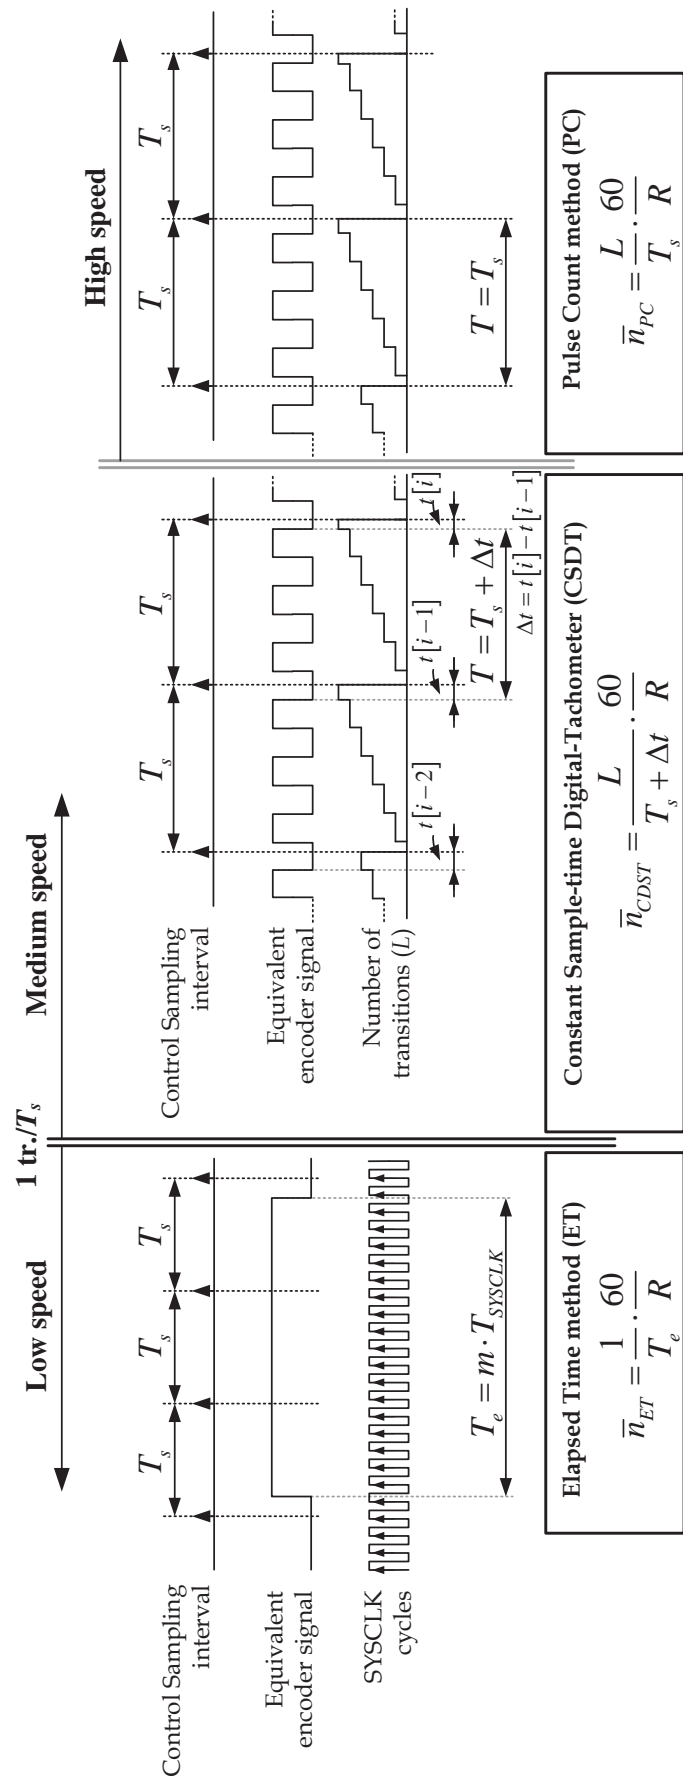 Low speed
1 tr./T_s
Medium speed
High speed
Control Sampling
interval
T_s
T_s
T_s
Equivalent
encoder signal
SYSCLK
cycles
T_e = m · T_SYSCLK
Elapsed Time method (ET)
n̅_ET = 1/T_e · 60/R
Control Sampling
interval
T_s
T_s
Equivalent
encoder signal
Number of
transitions (L)
t[i−2]
t[i−1]
t[i]
T = T_s + Δt
Δt = t[i] − t[i−1]
Constant Sample-time Digital-Tachometer (CSDT)
n̅_CDST = L/(T_s + Δt) · 60/R
T_s
T_s
T = T_s
Pulse Count method (PC)
n̅_PC = L/T_s · 60/R